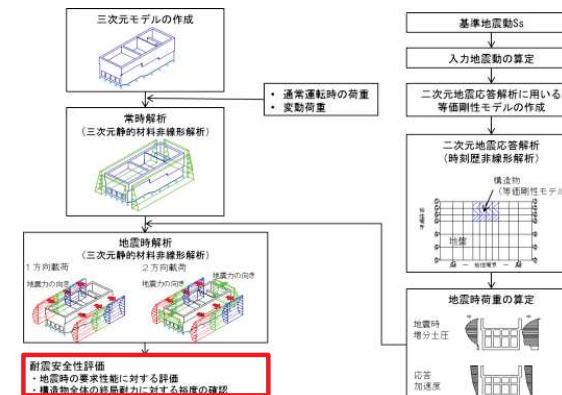 三次元モデルの作成
・ 通常運転時の荷重
・ 変動荷重
常時解析
(三次元静的材料非線形解析)
地震時解析
(三次元静的材料非線形解析)
1方向載荷
2方向載荷
地震力の向き
地震力の向き
地震力の向き
耐震安全性評価
・地震時の要求性能に対する評価
・構造物全体の終局耐力に対する裕度の確認
基準地震動Ss
入力地震動の算定
二次元地震応答解析に用いる
等価剛性モデルの作成
二次元地震応答解析
(時刻歴非線形解析)
構造物
(等価剛性モデル
地盤
粘性境界
粘性境界
地震時荷重の算定
地震時
増分土圧
応答
加速度